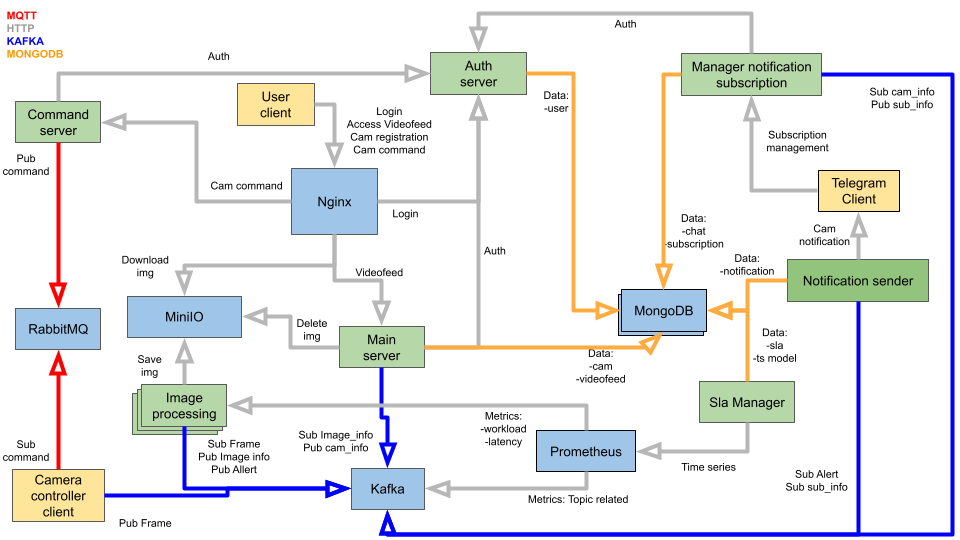 MQTT
HTTP
KAFKA
MONGODB
Auth
Auth
Auth
server
Manager notification
subscription
User
client
Data:
-user
Sub cam_info
Pub sub_info
Command
server
Login
Access Videofeed
Cam registration
Cam command
Subscription
management
Pub
command
Cam command
Nginx
Login
Telegram
Client
Data:
-chat
-subscription
Cam
notification
Auth
Download
img
Videofeed
Data:
-notification
Notification sender
RabbitMQ
MiniIO
Delete
img
Main
server
MongoDB
Data:
-sla
-ts model
Save
img
Data:
-cam
-videofeed
Image
processing
Sla Manager
Metrics:
-workload
-latency
Sub
command
Sub Frame
Pub Image info
Pub Allert
Sub Image_info
Pub cam_info
Prometheus
Time series
Camera
controller
client
Kafka
Metrics: Topic related
Sub Alert
Sub sub_info
Pub Frame